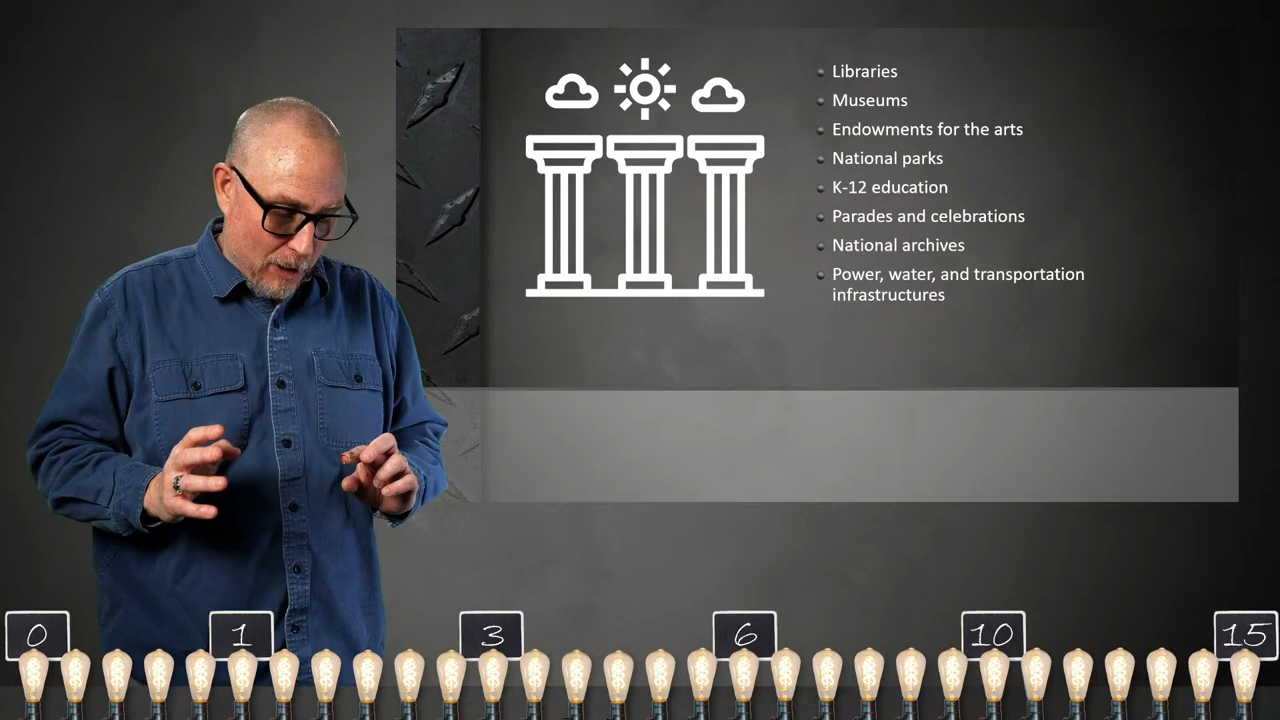 Libraries
Museums
Endowments for the arts
National parks
K-12 education
Parades and celebrations
National archives
Power, water, and transportation
infrastructures
0
1
3
6
10
15